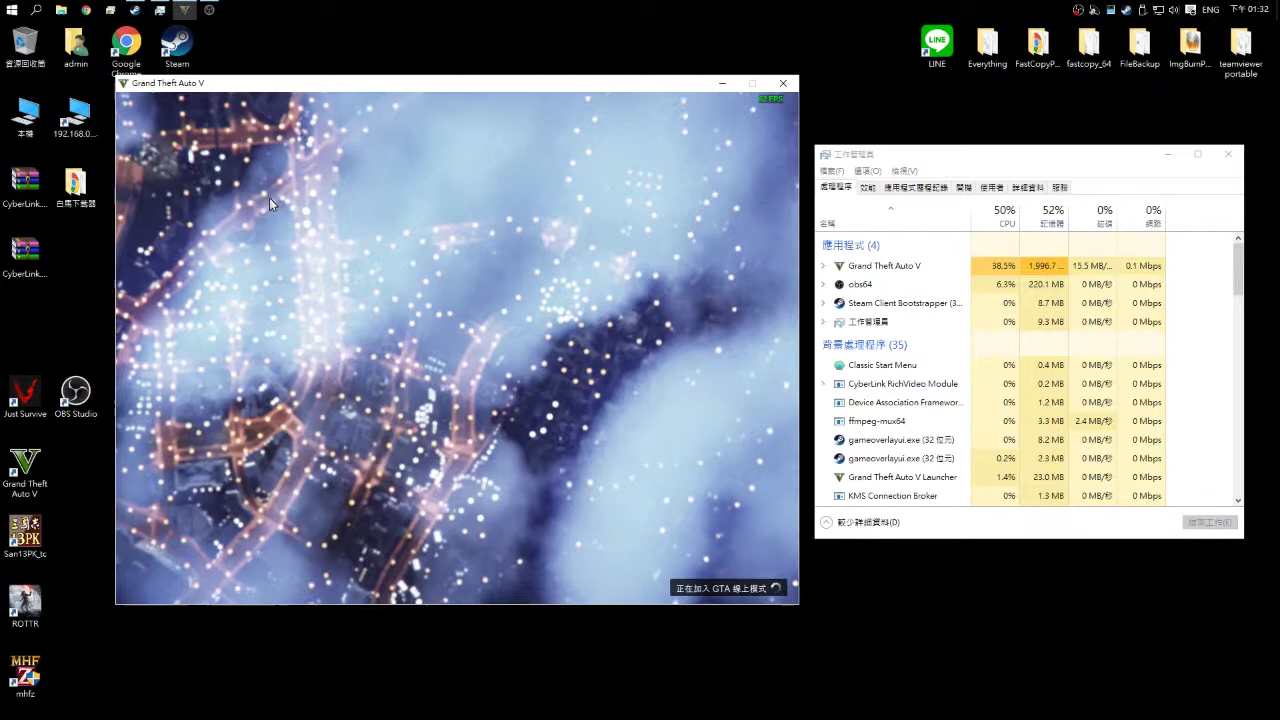 ENG
下午 01:32
資源回收筒
admin
Google Chrome
Steam
LINE
Everything
FastCopyP...
fastcopy_64
FileBackup
ImgBurnP...
teamviewer portable
本機
192.168.0...
CyberLink....
白馬下載器
CyberLink....
Just Survive
OBS Studio
Grand Theft Auto V
San13PK_tc
ROTTR
MHF Z
mhfz
Grand Theft Auto V
52 FPS
正在加入 GTA 線上模式
工作管理員
檔案(F) 選項(O) 檢視(V)
處理程序 效能 應用程式歷程記錄 開機 使用者 詳細資料 服務
50% 52% 0% 0%
名稱 CPU 記憶體 磁碟 網路
應用程式 (4)
Grand Theft Auto V 38.5% 1,996.7 ... 15.5 MB/... 0.1 Mbps
obs64 6.3% 220.1 MB 0 MB/秒 0 Mbps
Steam Client Bootstrapper (3... 0% 8.7 MB 0 MB/秒 0 Mbps
工作管理員 0% 9.3 MB 0 MB/秒 0 Mbps
背景處理程序 (35)
Classic Start Menu 0% 0.4 MB 0 MB/秒 0 Mbps
CyberLink RichVideo Module 0% 0.2 MB 0 MB/秒 0 Mbps
Device Association Framewor... 0% 1.2 MB 0 MB/秒 0 Mbps
ffmpeg-mux64 0% 3.3 MB 2.4 MB/秒 0 Mbps
gameoverlayui.exe (32 位元) 0% 8.2 MB 0 MB/秒 0 Mbps
gameoverlayui.exe (32 位元) 0.2% 2.3 MB 0 MB/秒 0 Mbps
Grand Theft Auto V Launcher 1.4% 23.0 MB 0 MB/秒 0 Mbps
KMS Connection Broker 0% 1.3 MB 0 MB/秒 0 Mbps
較少詳細資料(D)
結束工作(E)